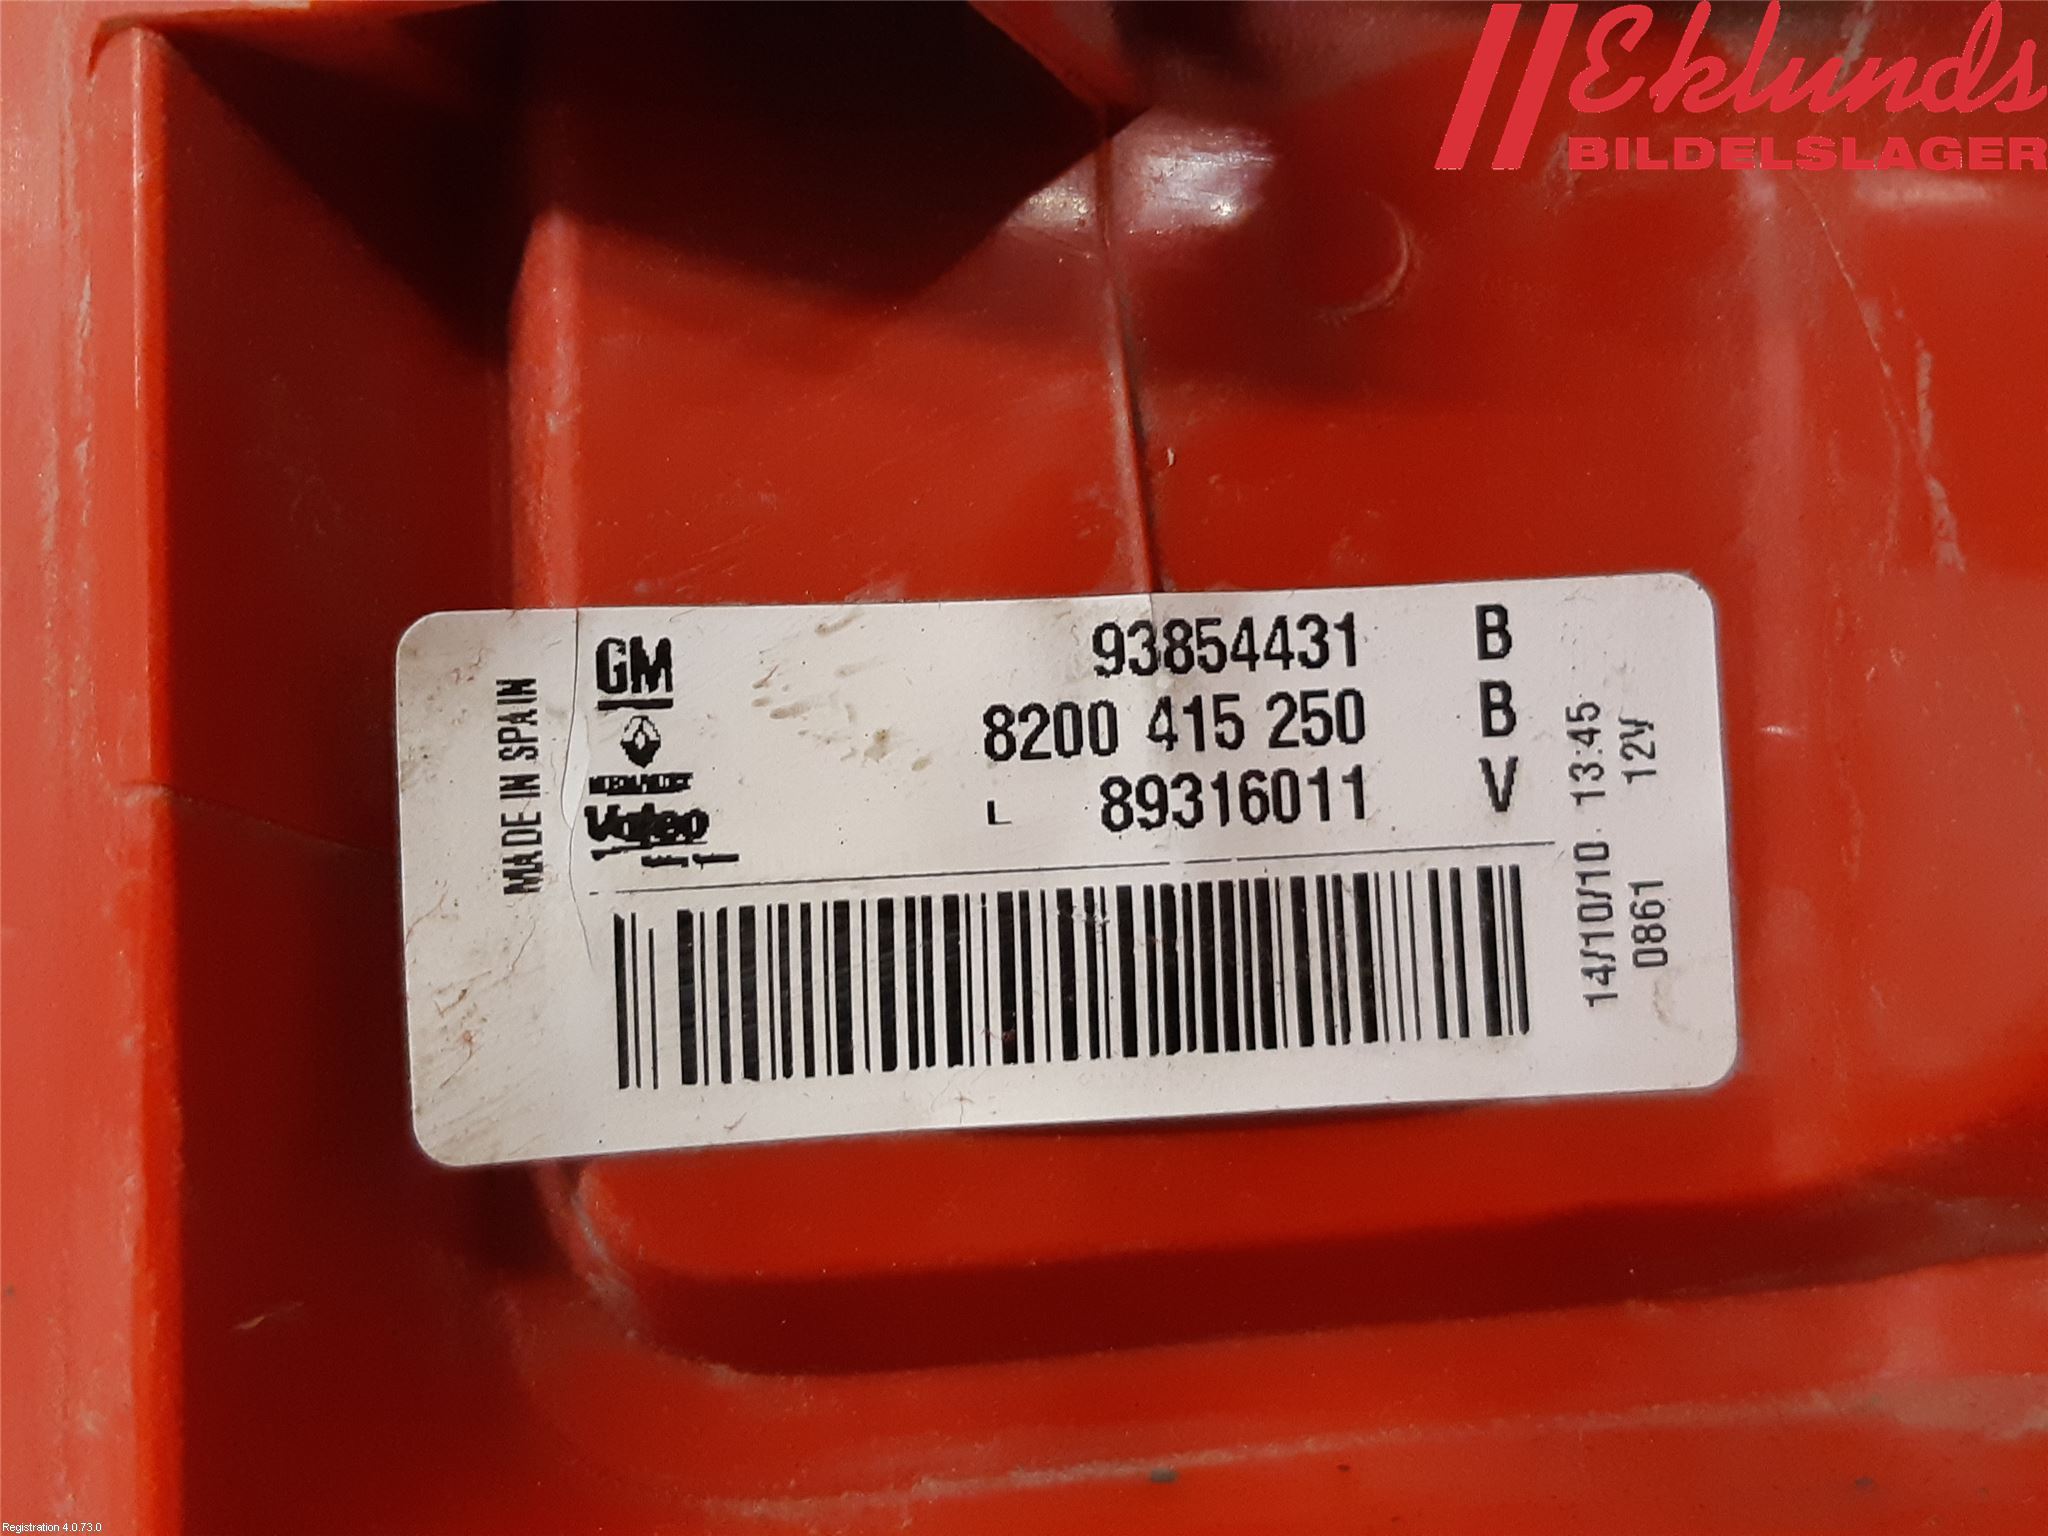 Eklunds
BILDELSLAGER
MADE IN SPAIN
GM
93854431 B
8200 415 250 B
Valeo
L 89316011 V
14/10/10 13:45
0861 12V
Registration 4.0.73.0